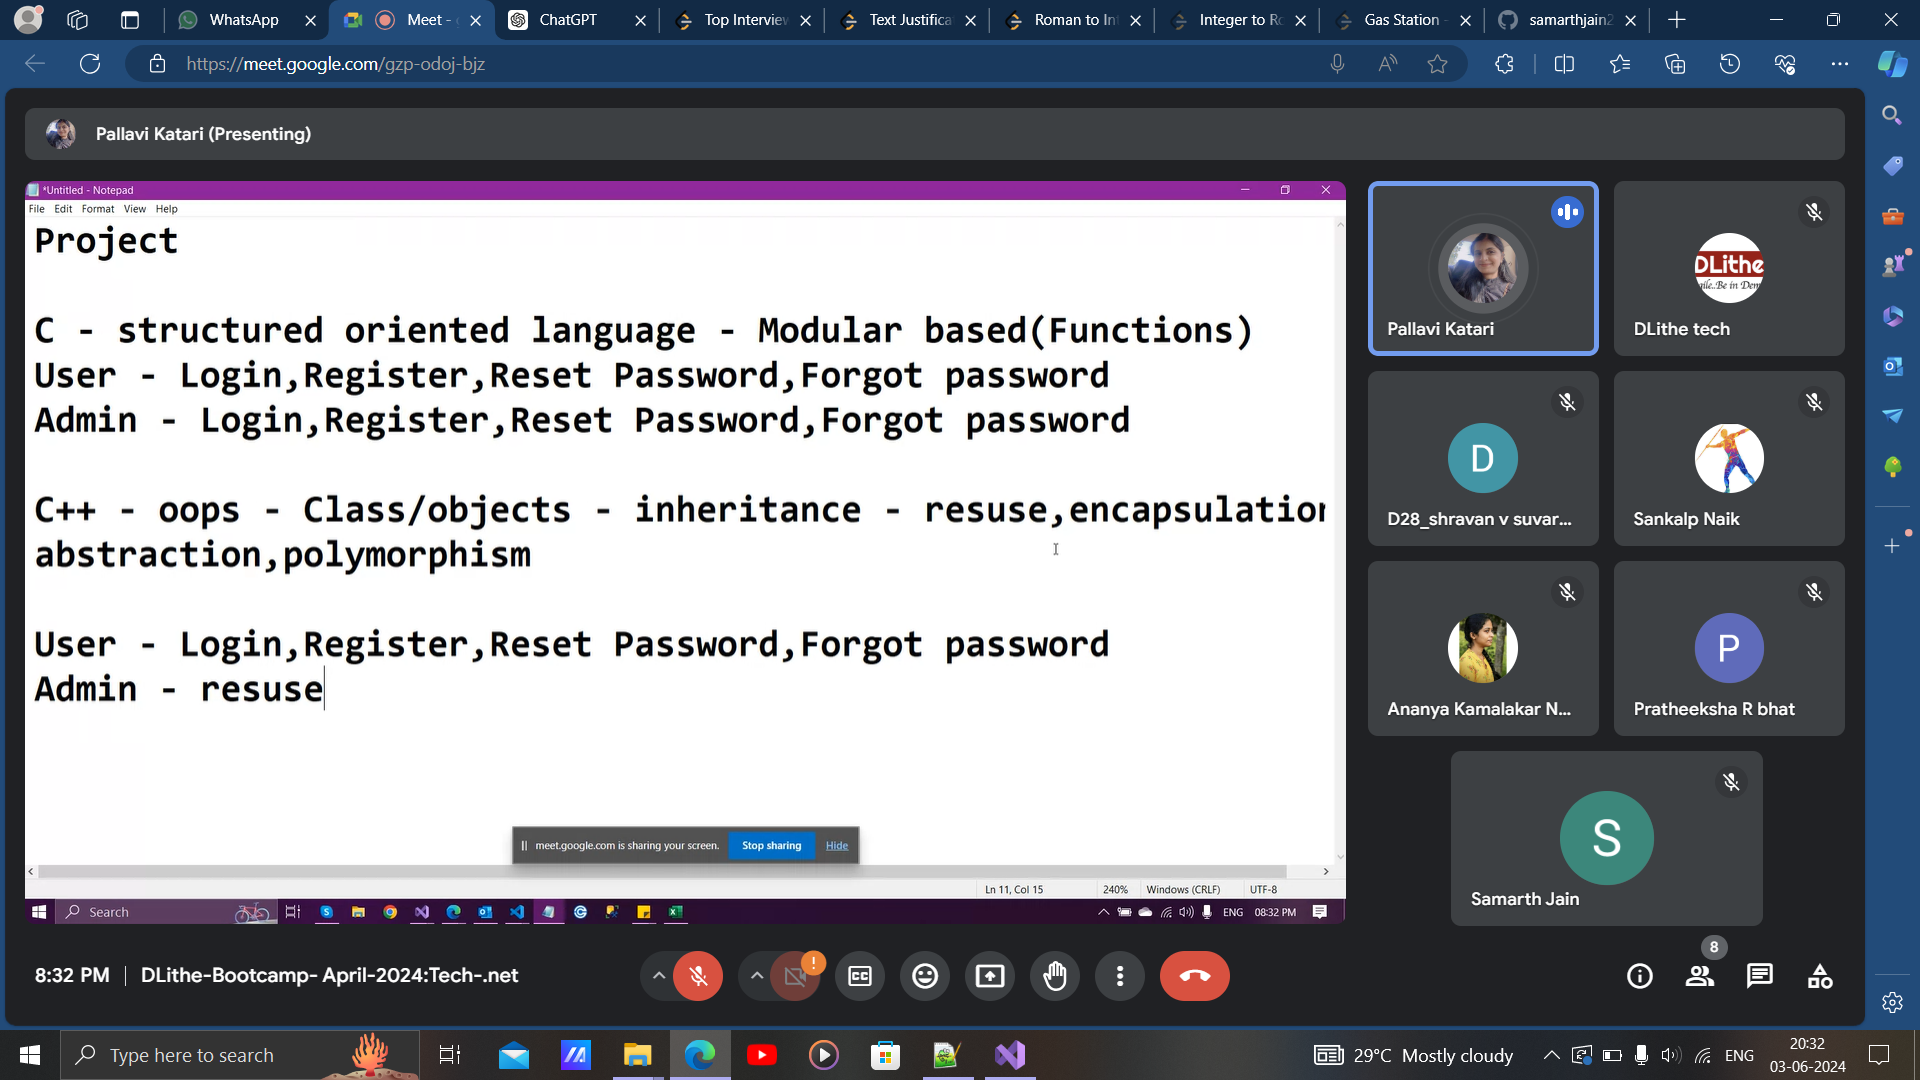 WhatsApp
Meet -
ChatGPT
Top Interview
Text Justifica
Roman to Int
Integer to Ro
Gas Station -
samarthjain2
https://meet.google.com/gzp-odoj-bjz
Pallavi Katari (Presenting)
*Untitled - Notepad
File Edit Format View Help
Project
C - structured oriented language - Modular based(Functions)
User - Login,Register,Reset Password,Forgot password
Admin - Login,Register,Reset Password,Forgot password
C++ - oops - Class/objects - inheritance - resuse,encapsulation
abstraction,polymorphism
User - Login,Register,Reset Password,Forgot password
Admin - resuse
meet.google.com is sharing your screen. Stop sharing Hide
Ln 11, Col 15 240% Windows (CRLF) UTF-8
Search
ENG 08:32 PM
Pallavi Katari
DLithe
DLithe tech
D
D28_shravan v suvar...
Sankalp Naik
Ananya Kamalakar N...
P
Pratheeksha R bhat
S
Samarth Jain
8:32 PM DLithe-Bootcamp- April-2024:Tech-.net
8
Type here to search
29°C Mostly cloudy
ENG
20:32
03-06-2024